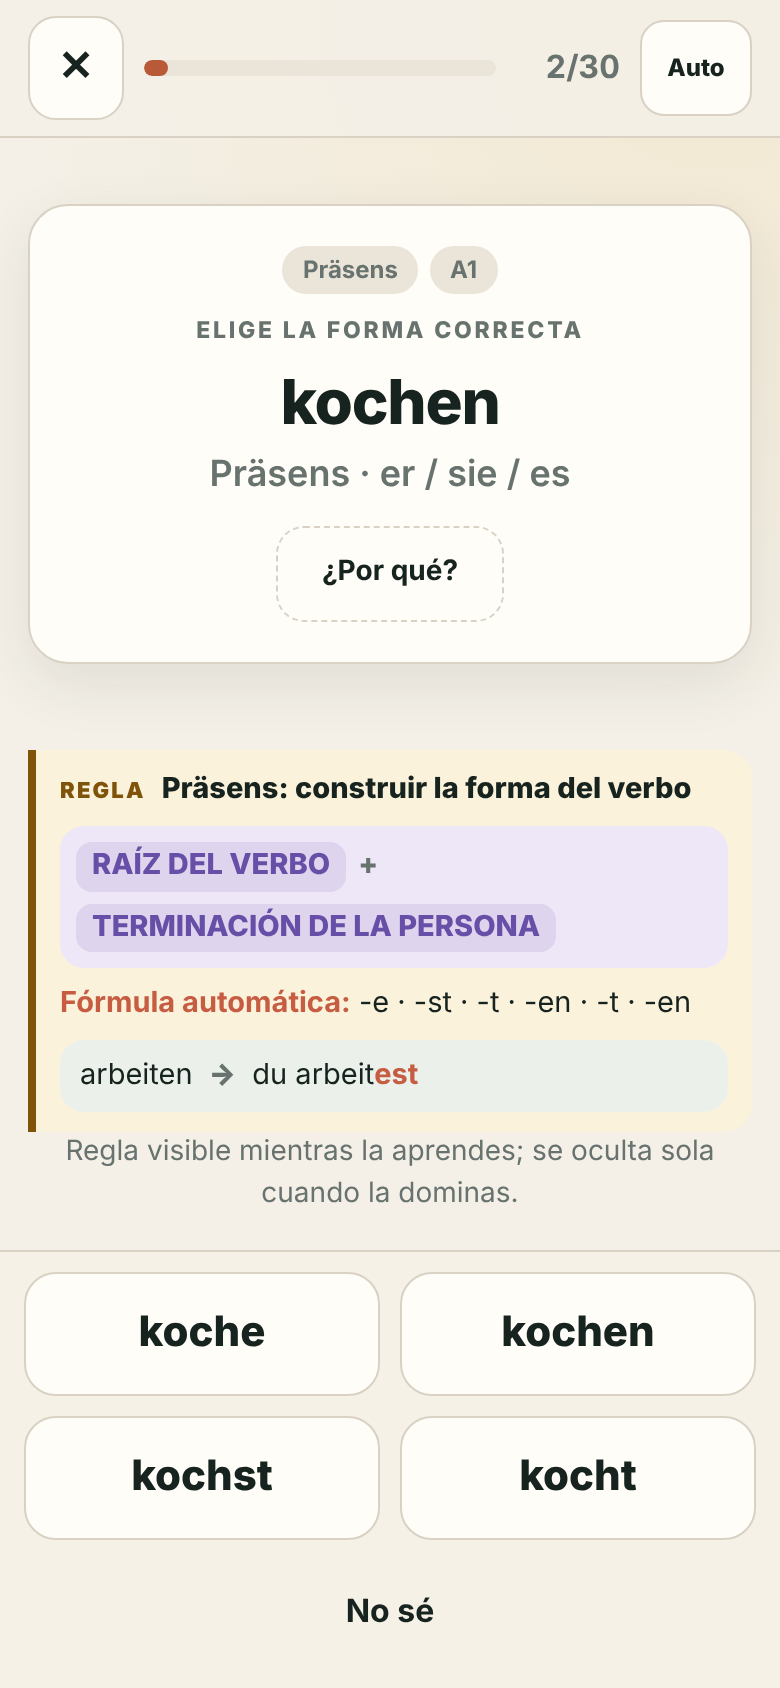 ✕
2/30
Auto
Präsens
A1
ELIGE LA FORMA CORRECTA
kochen
Präsens · er / sie / es
¿Por qué?
REGLA Präsens: construir la forma del verbo
RAÍZ DEL VERBO +
TERMINACIÓN DE LA PERSONA
Fórmula automática: -e · -st · -t · -en · -t · -en
arbeiten → du arbeitest
Regla visible mientras la aprendes; se oculta sola
cuando la dominas.
koche
kochen
kochst
kocht
No sé